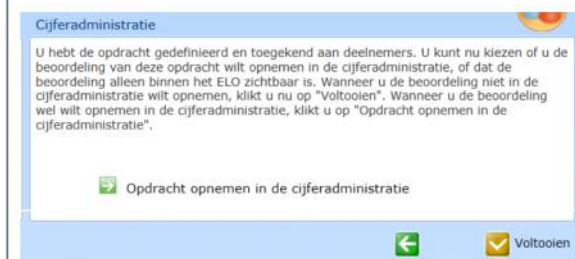 Cijferadministratie
U hebt de opdracht gedefinieerd en toegekend aan deelnemers. U kunt nu kiezen of u de
beoordeling van deze opdracht wilt opnemen in de cijferadministratie, of dat de
beoordeling alleen binnen het ELO zichtbaar is. Wanneer u de beoordeling niet in de
cijferadministratie wilt opnemen, klikt u nu op "Voltooien". Wanneer u de beoordeling
wel wilt opnemen in de cijferadministratie, klikt u op "Opdracht opnemen in de
cijferadministratie".
Opdracht opnemen in de cijferadministratie
Voltooien